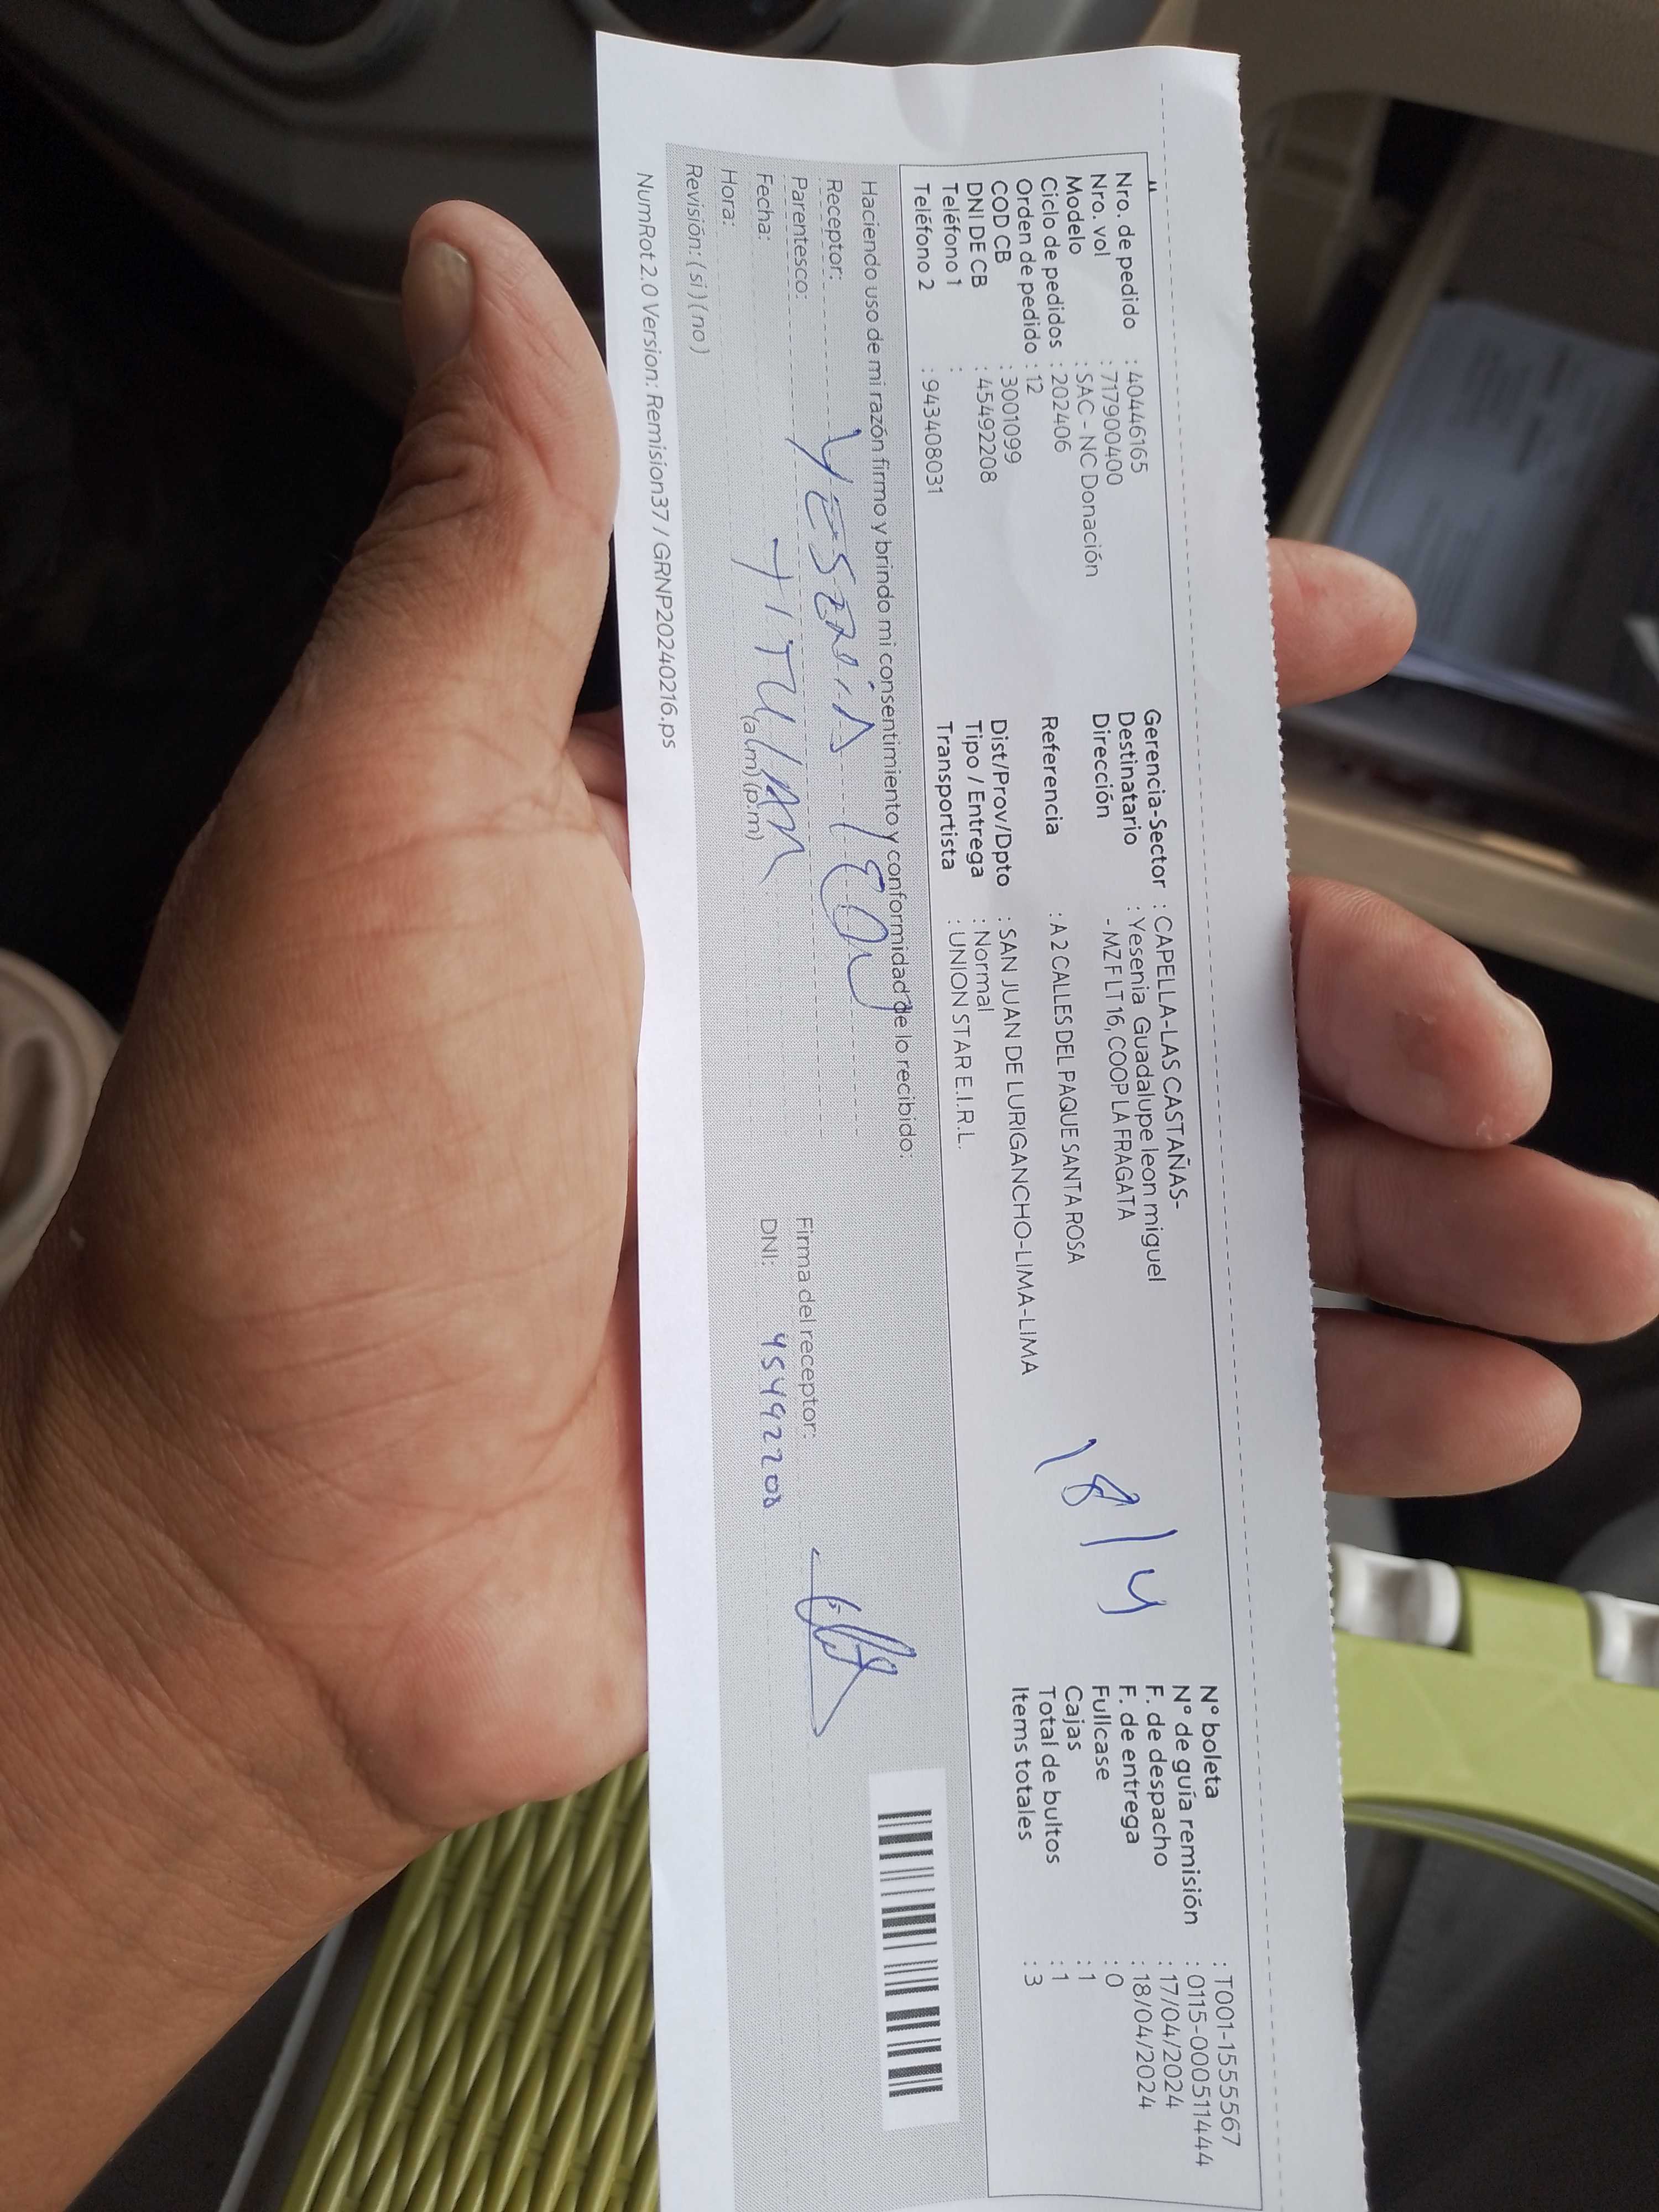 Nro. de pedido : 40446165
Nro. vol : 717900400
Modelo : SAC - NC Donación
Ciclo de pedidos : 202406
Orden de pedido : 12
COD CB : 3001099
DNI DE CB : 45492208
Teléfono 1 :
Teléfono 2 : 943408031
Gerencia-Sector : CAPELLA-LAS CASTAÑAS-
Destinatario : Yesenia Guadalupe leon miguel
Dirección - MZ F LT 16, COOP LA FRAGATA
Referencia : A 2 CALLES DEL PAQUE SANTA ROSA
Dist/Prov/Dpto : SAN JUAN DE LURIGANCHO-LIMA-LIMA
Tipo / Entrega : Normal
Transportista : UNION STAR E.I.R.L.
18/4
N° boleta : T001-1555567
N° de guía remisión : 0115-000511444
F. de despacho : 17/04/2024
F. de entrega : 18/04/2024
Fullcase : 0
Cajas : 1
Total de bultos : 1
Items totales : 3
Haciendo uso de mi razón firmo y brindo mi consentimiento y conformidad de lo recibido:
Receptor: YESENIA LEON
Parentesco: TITULAR
Fecha:
Hora: (a.m) (p.m)
Revisión: ( si ) ( no )
Firma del receptor:
DNI: 45492208
NumRot 2.0 Version: Remision37 / GRNP20240216.ps